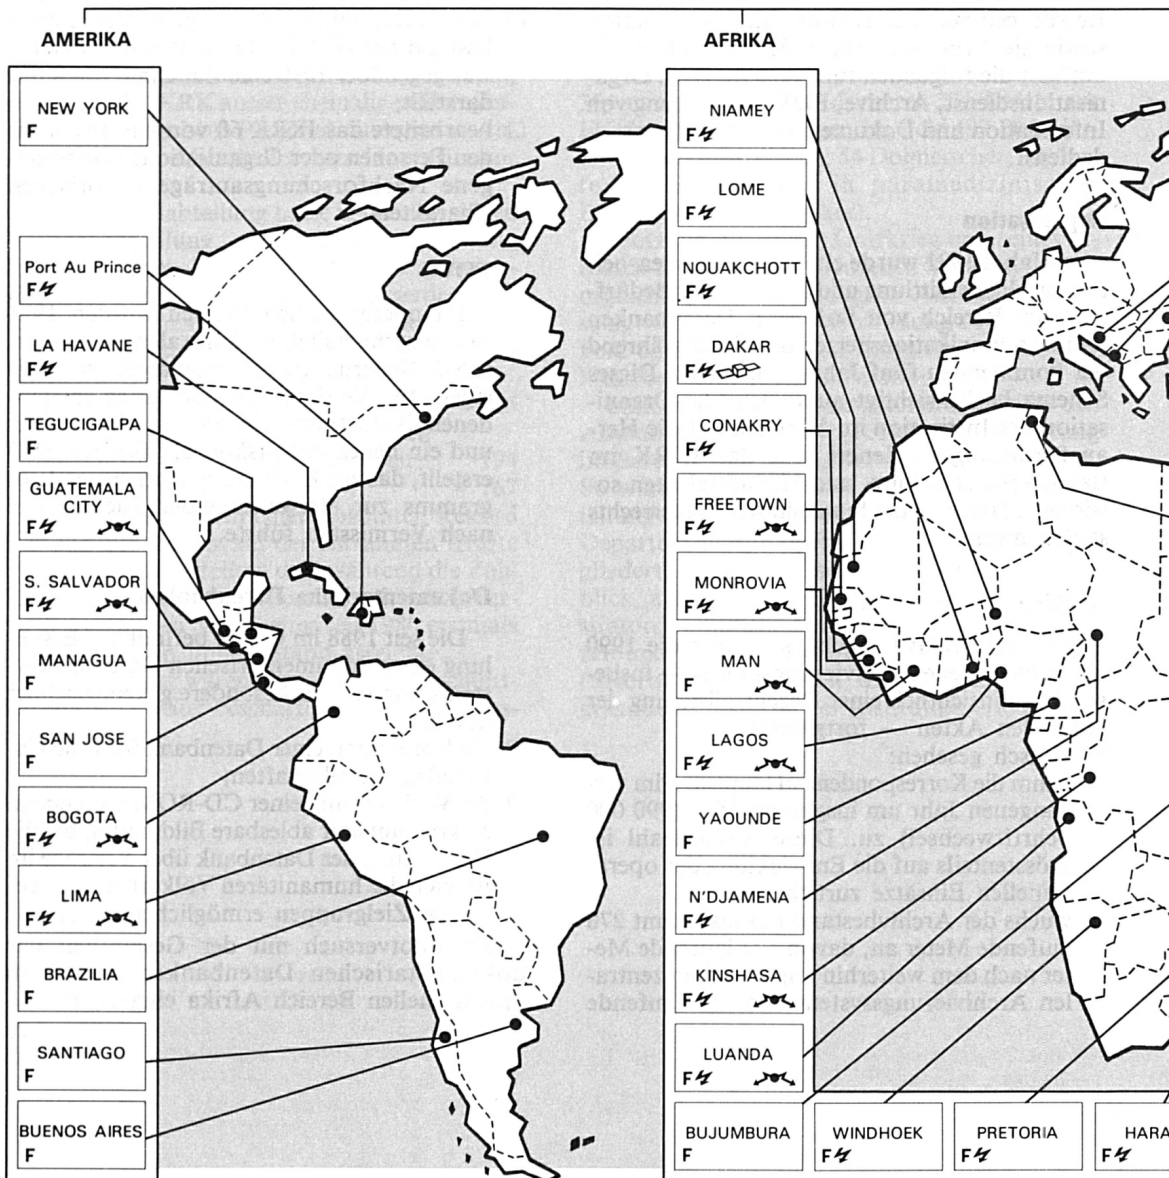 AMERIKA
NEW YORK
F
Port Au Prince
F
LA HAVANE
F
TEGUCIGALPA
F
GUATEMALA
CITY
F
S. SALVADOR
F
MANAGUA
F
SAN JOSE
F
BOGOTA
F
LIMA
F
BRAZILIA
F
SANTIAGO
F
BUENOS AIRES
F
AFRIKA
NIAMEY
F
LOME
F
NOUAKCHOTT
F
DAKAR
F
CONAKRY
F
FREETOWN
F
MONROVIA
F
MAN
F
LAGOS
F
YAOUNDE
F
N'DJAMENA
F
KINSHASA
F
LUANDA
F
BUJUMBURA
F
WINDHOEK
F
PRETORIA
F
HARA
F